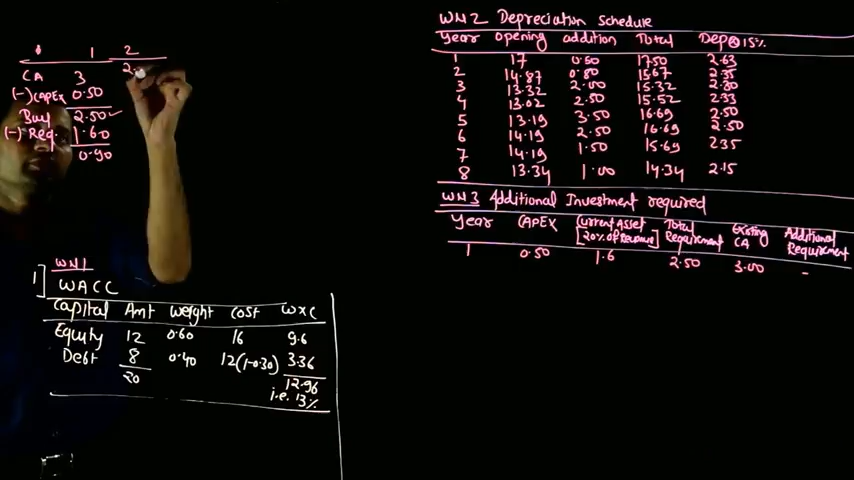 1 2
CA 3 2.
(-) CAPEX 0.50
Buy 2.50
(-) Req. 1.60
0.90
WN1
1] WACC
Capital Amt Weight Cost WxC
Equity 12 0.60 16 9.6
Debt 8 0.40 12(1-0.30) 3.36
20 12.96
i.e. 13%
WN2 Depreciation Schedule
Year Opening addition Total Dep@15%
1 17 0.50 17.50 2.63
2 14.87 0.80 15.67 2.35
3 13.32 2.00 15.32 2.30
4 13.02 2.50 15.52 2.33
5 13.19 3.50 16.69 2.50
6 14.19 2.50 16.69 2.50
7 14.19 1.50 15.69 2.35
8 13.34 1.00 14.34 2.15
WN3 Additional Investment required
Year CAPEX Current Asset [20% of Revenue] Total Requirement Existing CA Additional Requirement
1 0.50 1.6 2.50 3.00 -